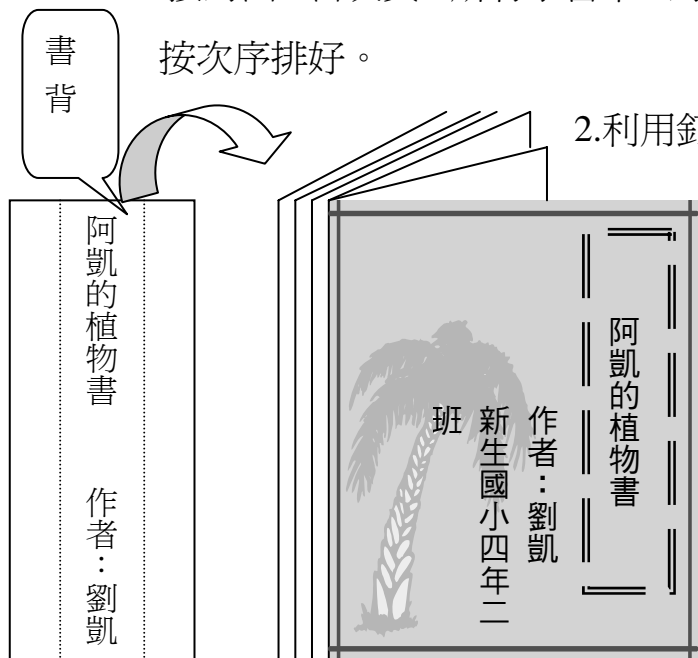 按次序排好。
2.利用
書背
阿凱的植物書 作者：劉凱
阿凱的植物書
作者：劉凱
新生國小四年二
班